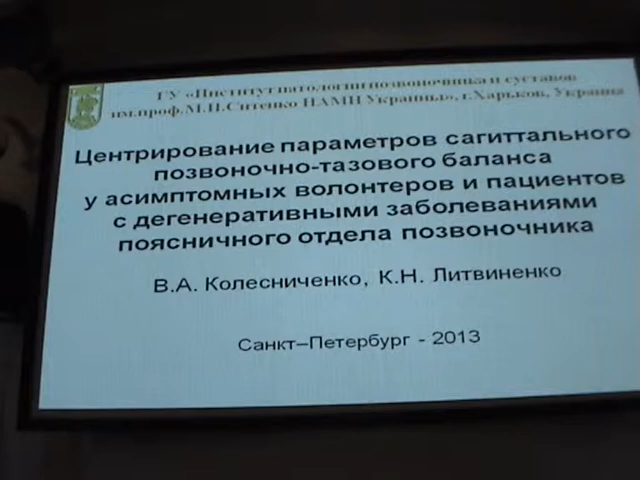 ГУ «Институт патологии позвоночника и суставов
им.проф.М.И.Ситенко НАМН Украины», г.Харьков, Украина
Центрирование параметров сагиттального
позвоночно-тазового баланса
у асимптомных волонтеров и пациентов
с дегенеративными заболеваниями
поясничного отдела позвоночника
В.А. Колесниченко, К.Н. Литвиненко
Санкт–Петербург - 2013